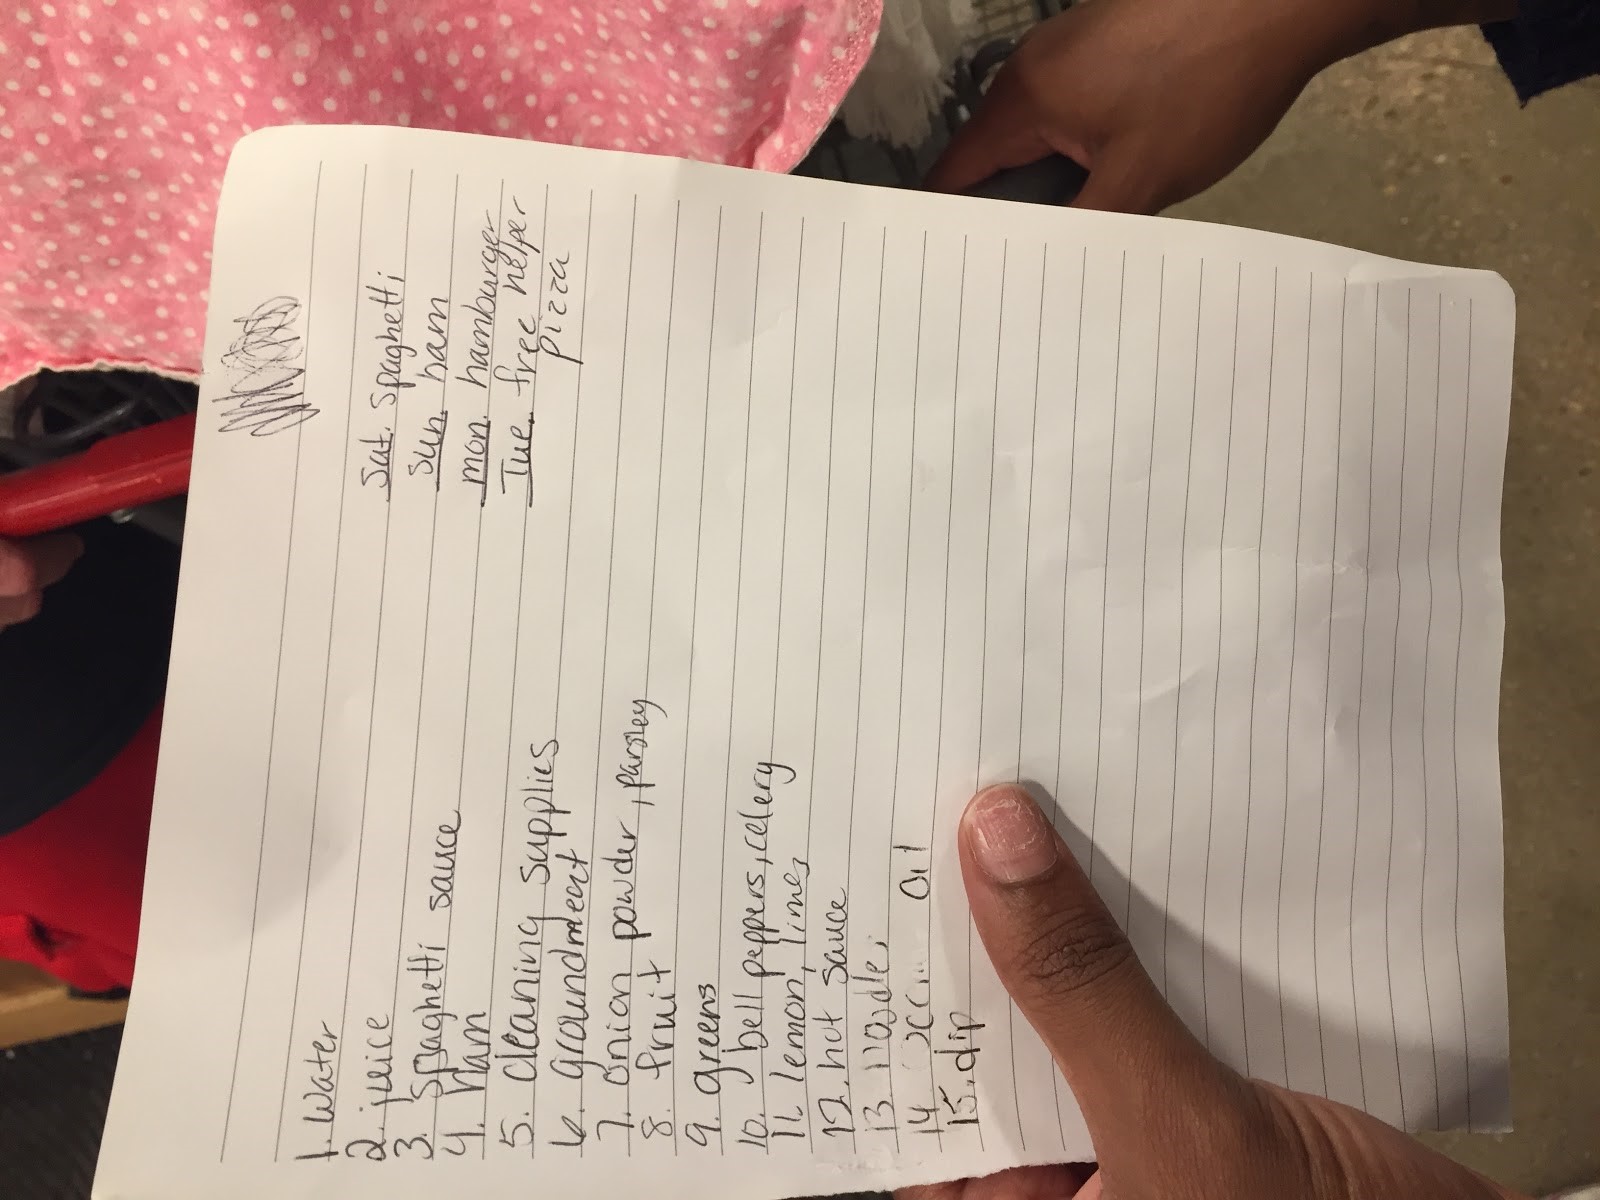 1. Water
2. juice
3. spaghetti sauce
4. ham
5. cleaning supplies
6. groundmeat
7. onion powder, parsley
8. fruit
9. greens
10. bell peppers, celery
11. lemon, limes
12. hot sauce
13 noodles
14 Oil
15. dip
Sat. spaghetti
Sun. ham
mon. hamburger
helper
Tue. free
pizza